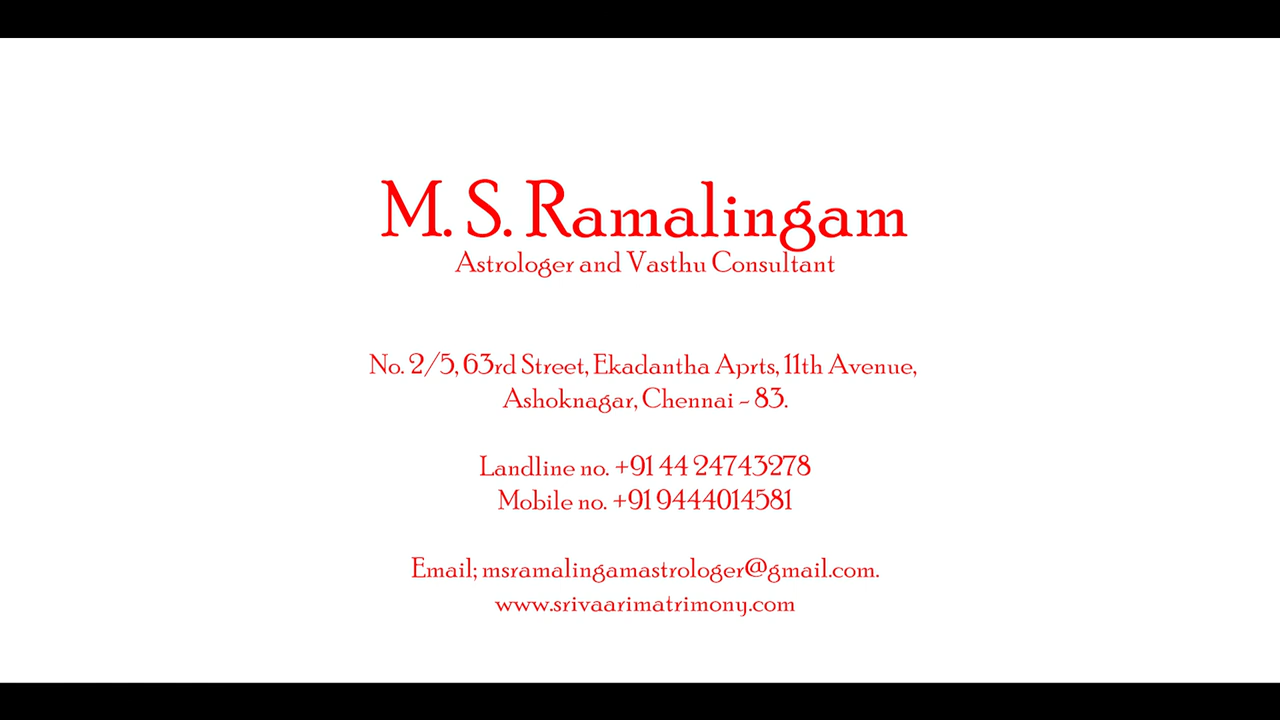 M. S. Ramalingam
Astrologer and Vasthu Consultant
No. 2/5, 63rd Street, Ekadantha Aprts, 11th Avenue,
Ashoknagar, Chennai - 83.
Landline no. +91 44 24743278
Mobile no. +91 9444014581
Email; msramalingamastrologer@gmail.com.
www.srivaarimatrimony.com